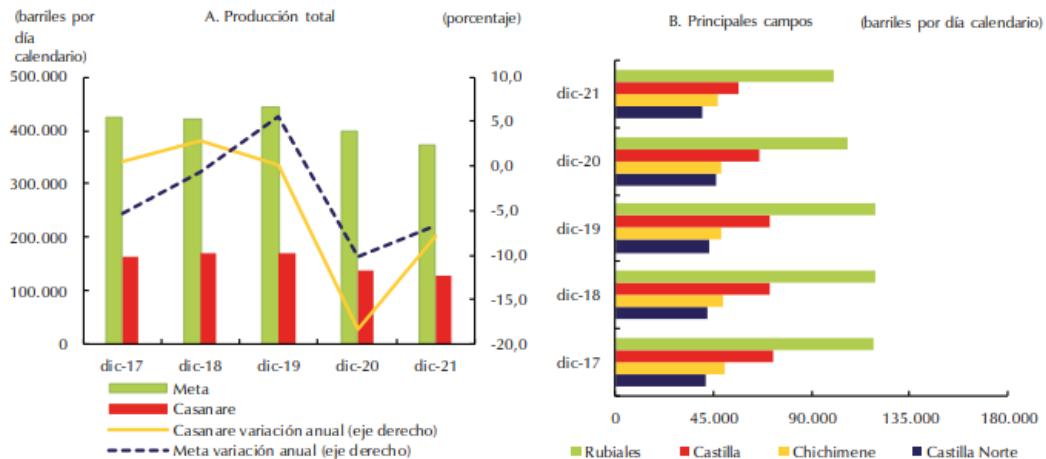 (barriles por
día
calendario)
A. Producción total
(porcentaje)
500.000
400.000
300.000
200.000
100.000
0
10,0
5,0
0,0
-5,0
-10,0
-15,0
-20,0
dic-17
dic-18
dic-19
dic-20
dic-21
Meta
Casanare
Casanare variación anual (eje derecho)
Meta variación anual (eje derecho)
B. Principales campos
(barriles por día calendario)
dic-21
dic-20
dic-19
dic-18
dic-17
0
45.000
90.000
135.000
180.000
Rubiales
Castilla
Chichimene
Castilla Norte